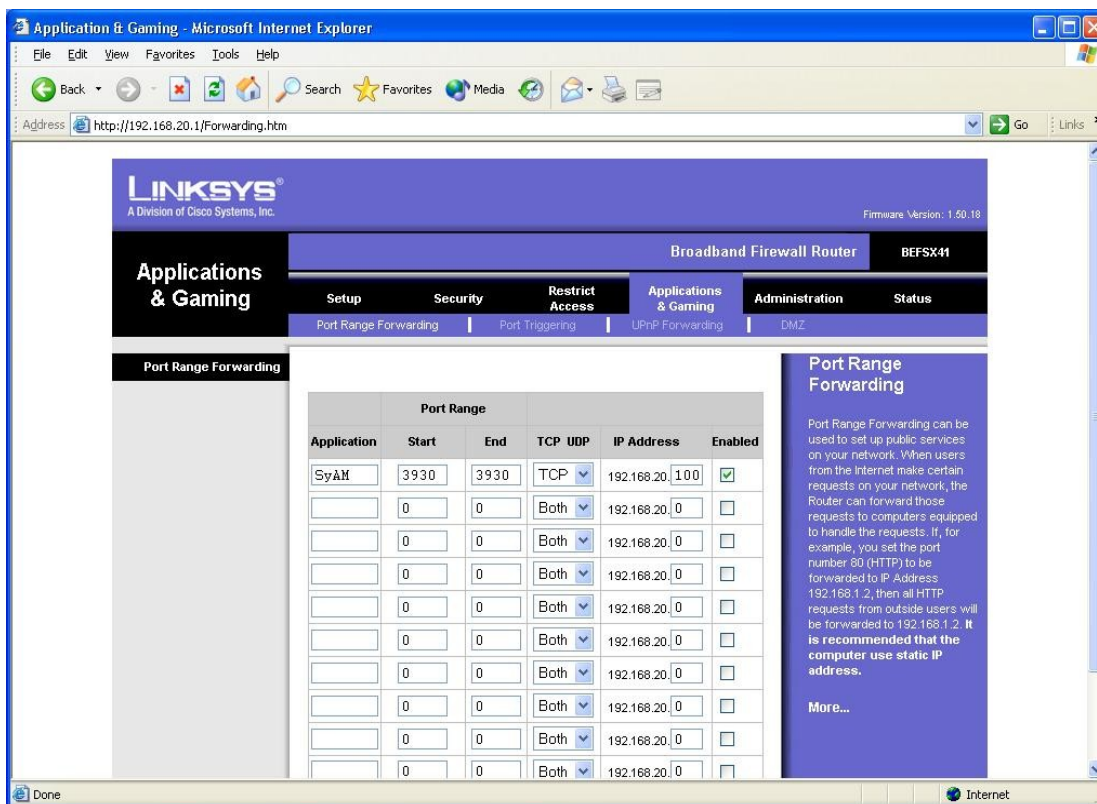 Application & Gaming - Microsoft Internet Explorer
File Edit View Favorites Tools Help
Back Search Favorites Media
Address http://192.168.20.1/Forwarding.htm Go Links
LINKSYS®
A Division of Cisco Systems, Inc.
Firmware Version: 1.50.18
Broadband Firewall Router BEFSX41
Applications
& Gaming
Setup Security Restrict Access Applications & Gaming Administration Status
Port Range Forwarding Port Triggering UPnP Forwarding DMZ
Port Range Forwarding
Port Range
Application Start End TCP UDP IP Address Enabled
SyAM 3930 3930 TCP 192.168.20.100
0 0 Both 192.168.20.0
0 0 Both 192.168.20.0
0 0 Both 192.168.20.0
0 0 Both 192.168.20.0
0 0 Both 192.168.20.0
0 0 Both 192.168.20.0
0 0 Both 192.168.20.0
0 0 Both 192.168.20.0
0 0 Both 192.168.20.0
Port Range
Forwarding
Port Range Forwarding can be
used to set up public services
on your network. When users
from the Internet make certain
requests on your network, the
Router can forward those
requests to computers equipped
to handle the requests. If, for
example, you set the port
number 80 (HTTP) to be
forwarded to IP Address
192.168.1.2, then all HTTP
requests from outside users will
be forwarded to 192.168.1.2. It
is recommended that the
computer use static IP
address.
More...
Done Internet